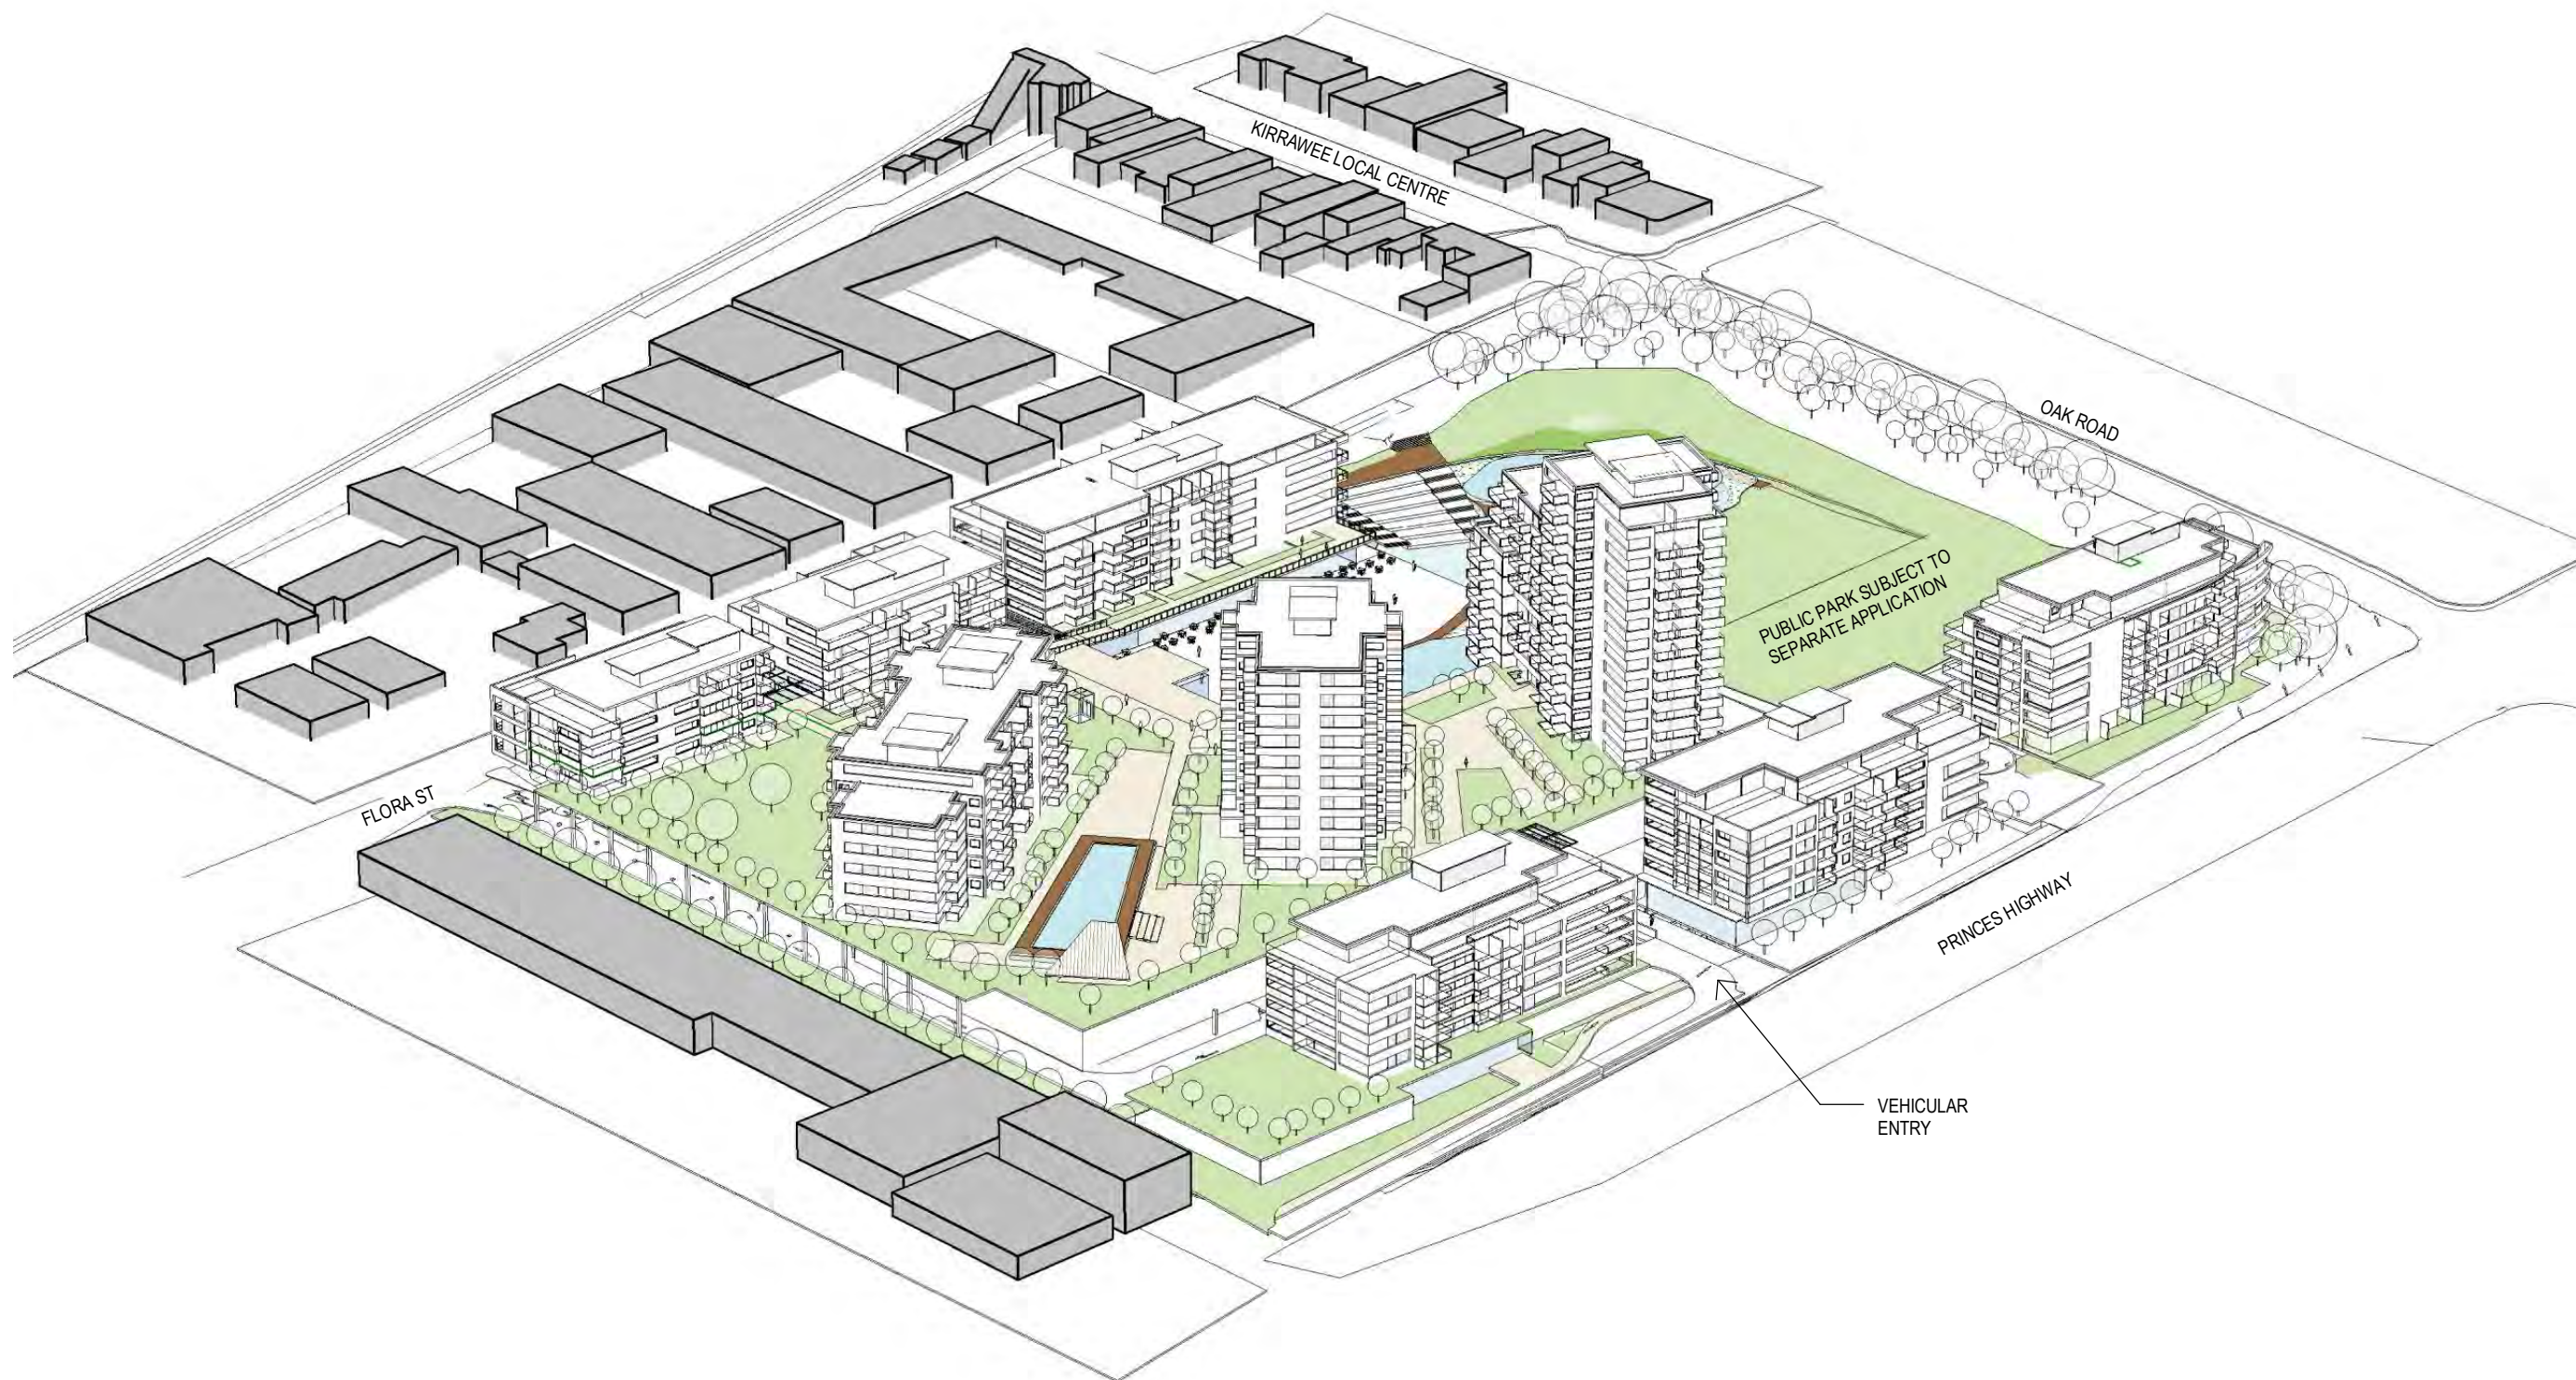 KIRRAWEE LOCAL CENTRE
OAK ROAD
PUBLIC PARK SUBJECT TO
SEPARATE APPLICATION
FLORA ST
PRINCES HIGHWAY
VEHICULAR
ENTRY